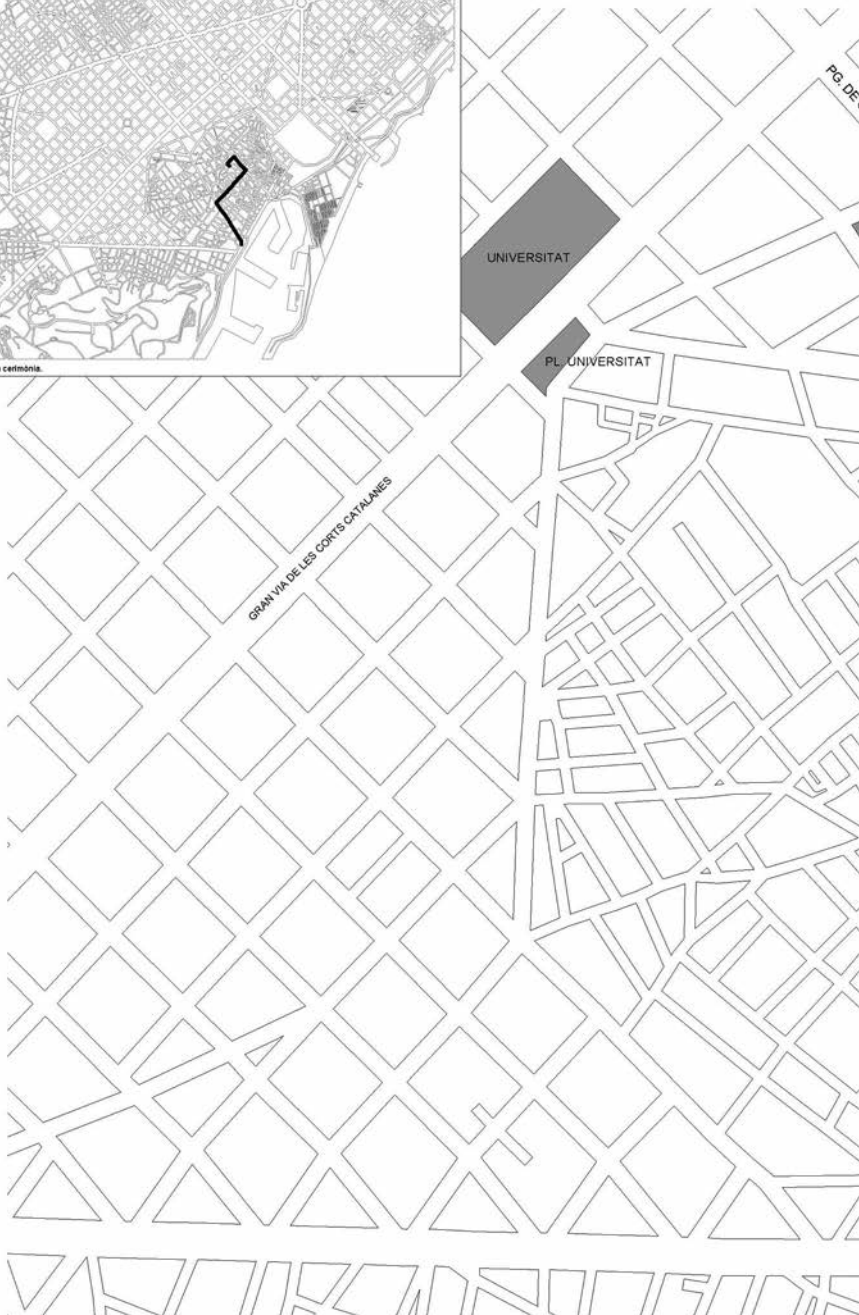 PG. DE
UNIVERSITAT
cerimònia.
PL. UNIVERSITAT
GRAN VIA DE LES CORTS CATALANES